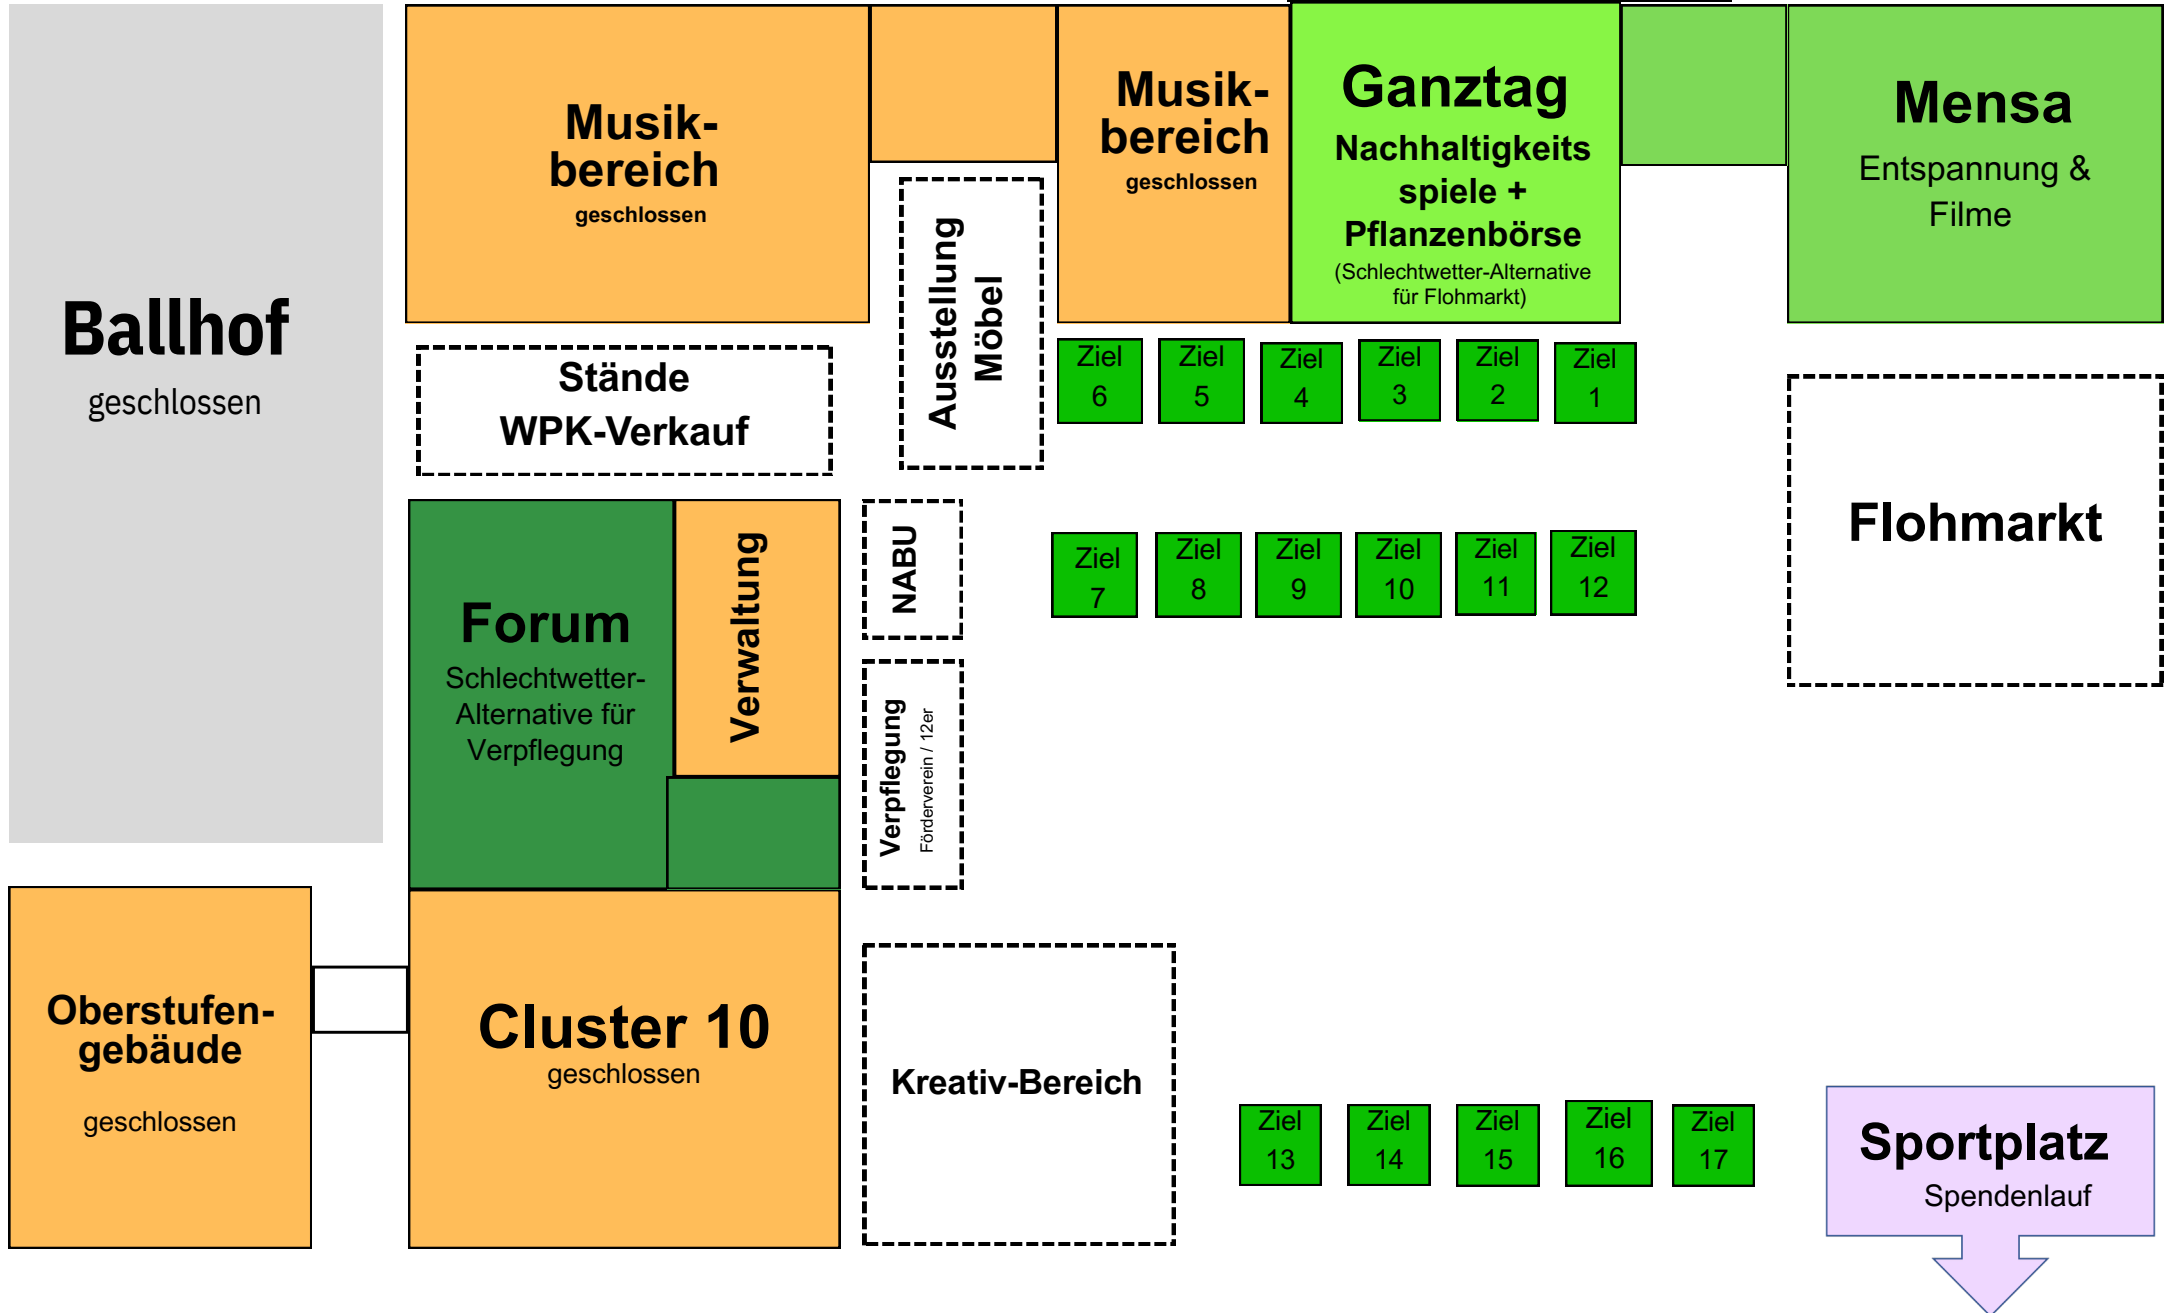 Ballhof
geschlossen
Musik-
bereich
geschlossen
Musik-
bereich
geschlossen
Ganztag
Nachhaltigkeits
spiele +
Pflanzenbörse
(Schlechtwetter-Alternative
für Flohmarkt)
Mensa
Entspannung &
Filme
Stände
WPK-Verkauf
Ausstellung
Möbel
Ziel
6
Ziel
5
Ziel
4
Ziel
3
Ziel
2
Ziel
1
Flohmarkt
Forum
Schlechtwetter-
Alternative für
Verpflegung
Verwaltung
NABU
Ziel
7
Ziel
8
Ziel
9
Ziel
10
Ziel
11
Ziel
12
Verpflegung
Förderverein / 12er
Oberstufen-
gebäude
geschlossen
Cluster 10
geschlossen
Kreativ-Bereich
Ziel
13
Ziel
14
Ziel
15
Ziel
16
Ziel
17
Sportplatz
Spendenlauf